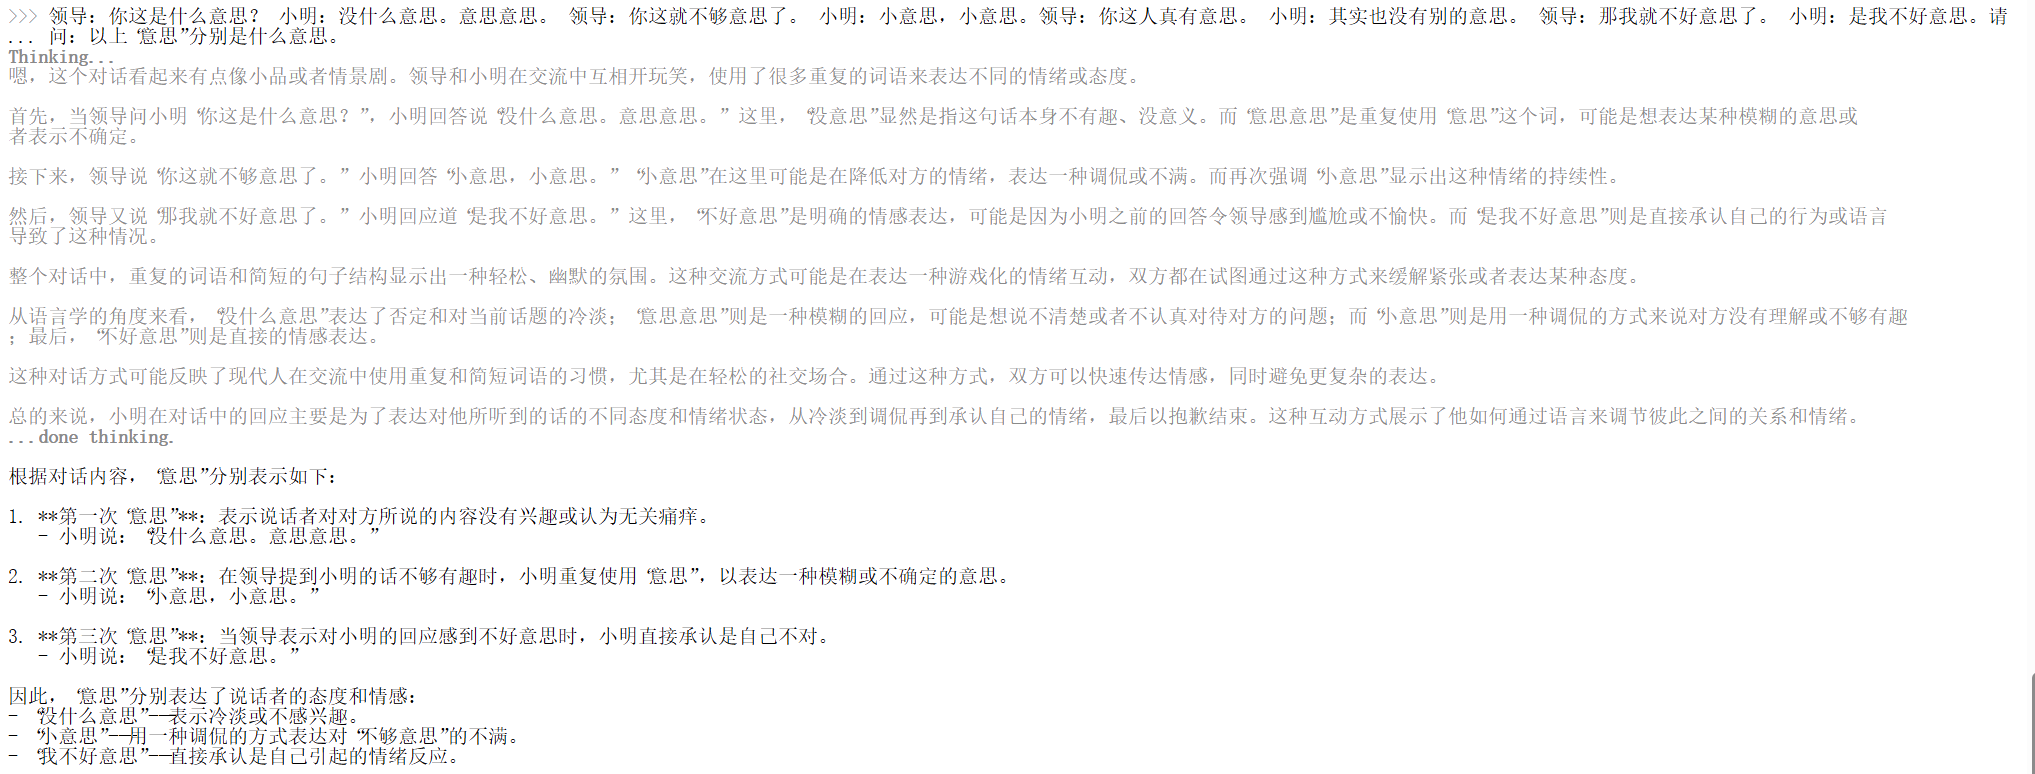 >>> 领导：你这是什么意思？ 小明：没什么意思。意思意思。 领导：你这就不够意思了。 小明：小意思，小意思。领导：你这人真有意思。 小明：其实也没有别的意思。 领导：那我就不好意思了。 小明：是我不好意思。请
... 问：以上“意思”分别是什么意思。
Thinking...
嗯，这个对话看起来有点像小品或者情景剧。领导和小明在交流中互相开玩笑，使用了很多重复的词语来表达不同的情绪或态度。
首先，当领导问小明“你这是什么意思？”，小明回答说“没什么意思。意思意思。”这里，“没意思”显然是指这句话本身不有趣、没意义。而“意思意思”是重复使用“意思”这个词，可能是想表达某种模糊的意思或
者表示不确定。
接下来，领导说“你这就不够意思了。”小明回答“小意思，小意思。”“小意思”在这里可能是在降低对方的情绪，表达一种调侃或不满。而再次强调“小意思”显示出这种情绪的持续性。
然后，领导又说“那我就不好意思了。”小明回应道“是我不好意思。”这里，“不好意思”是明确的情感表达，可能是因为小明之前的回答令领导感到尴尬或不愉快。而“是我不好意思”则是直接承认自己的行为或语言
导致了这种情况。
整个对话中，重复的词语和简短的句子结构显示出一种轻松、幽默的氛围。这种交流方式可能是在表达一种游戏化的情绪互动，双方都在试图通过这种方式来缓解紧张或者表达某种态度。
从语言学的角度来看，“没什么意思”表达了否定和对当前话题的冷淡；“意思意思”则是一种模糊的回应，可能是想说不清楚或者不认真对待对方的问题；而“小意思”则是用一种调侃的方式来说对方没有理解或不够有趣
；最后，“不好意思”则是直接的情感表达。
这种对话方式可能反映了现代人在交流中使用重复和简短词语的习惯，尤其是在轻松的社交场合。通过这种方式，双方可以快速传达情感，同时避免更复杂的表达。
总的来说，小明在对话中的回应主要是为了表达对他所听到的话的不同态度和情绪状态，从冷淡到调侃再到承认自己的情绪，最后以抱歉结束。这种互动方式展示了他如何通过语言来调节彼此之间的关系和情绪。
...done thinking.
根据对话内容，“意思”分别表示如下：
1. **第一次“意思”**：表示说话者对对方所说的内容没有兴趣或认为无关痛痒。
- 小明说：“没什么意思。意思意思。”
2. **第二次“意思”**：在领导提到小明的话不够有趣时，小明重复使用“意思”，以表达一种模糊或不确定的意思。
- 小明说：“小意思，小意思。”
3. **第三次“意思”**：当领导表示对小明的回应感到不好意思时，小明直接承认是自己不对。
- 小明说：“是我不好意思。”
因此，“意思”分别表达了说话者的态度和情感：
- “没什么意思”——表示冷淡或不感兴趣。
- “小意思”——用一种调侃的方式表达对“不够意思”的不满。
- “我不好意思”——直接承认是自己引起的情绪反应。